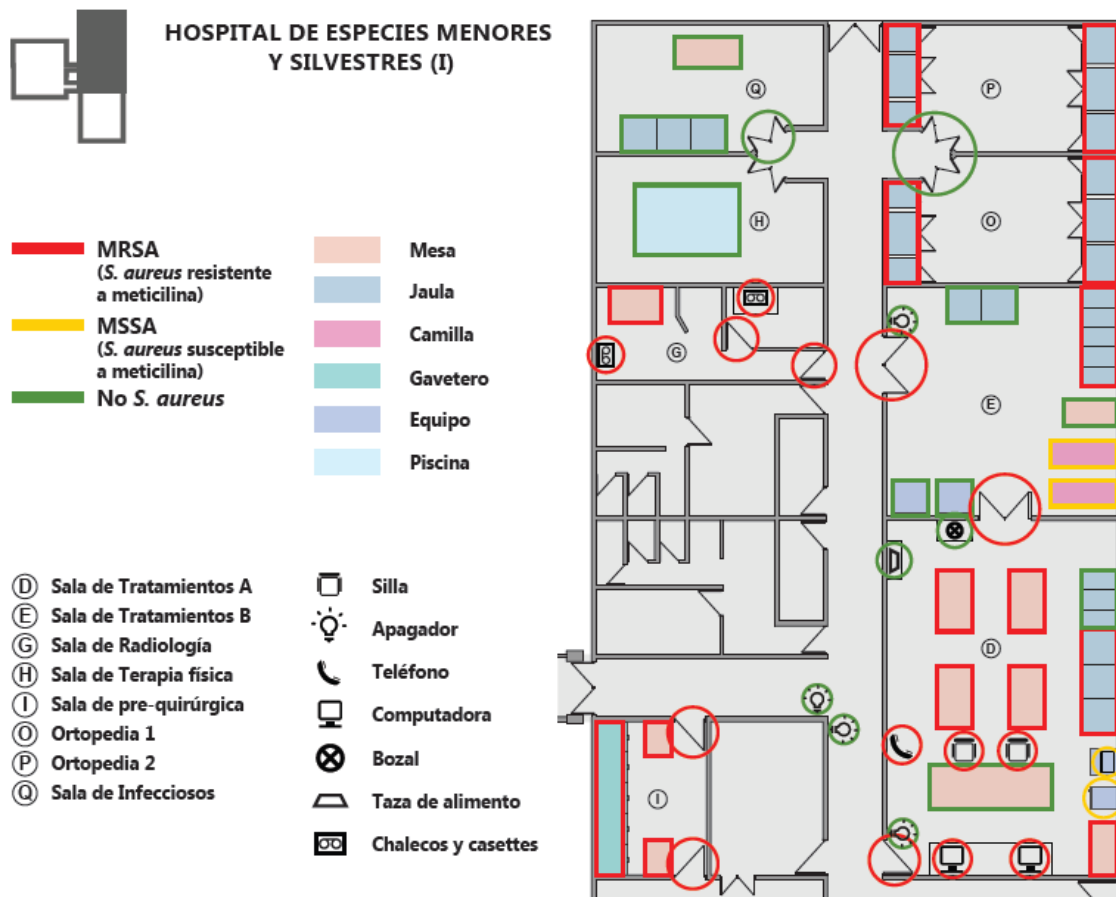 HOSPITAL DE ESPECIES MENORES
Y SILVESTRES (I)
MRSA
(S. aureus resistente
a meticilina)
MSSA
(S. aureus susceptible
a meticilina)
No S. aureus
Mesa
Jaula
Camilla
Gavetero
Equipo
Piscina
D Sala de Tratamientos A
E Sala de Tratamientos B
G Sala de Radiología
H Sala de Terapia física
I Sala de pre-quirúrgica
O Ortopedia 1
P Ortopedia 2
Q Sala de Infecciosos
Silla
Apagador
Teléfono
Computadora
Bozal
Taza de alimento
Chalecos y casettes
Q
P
H
O
G
E
D
I